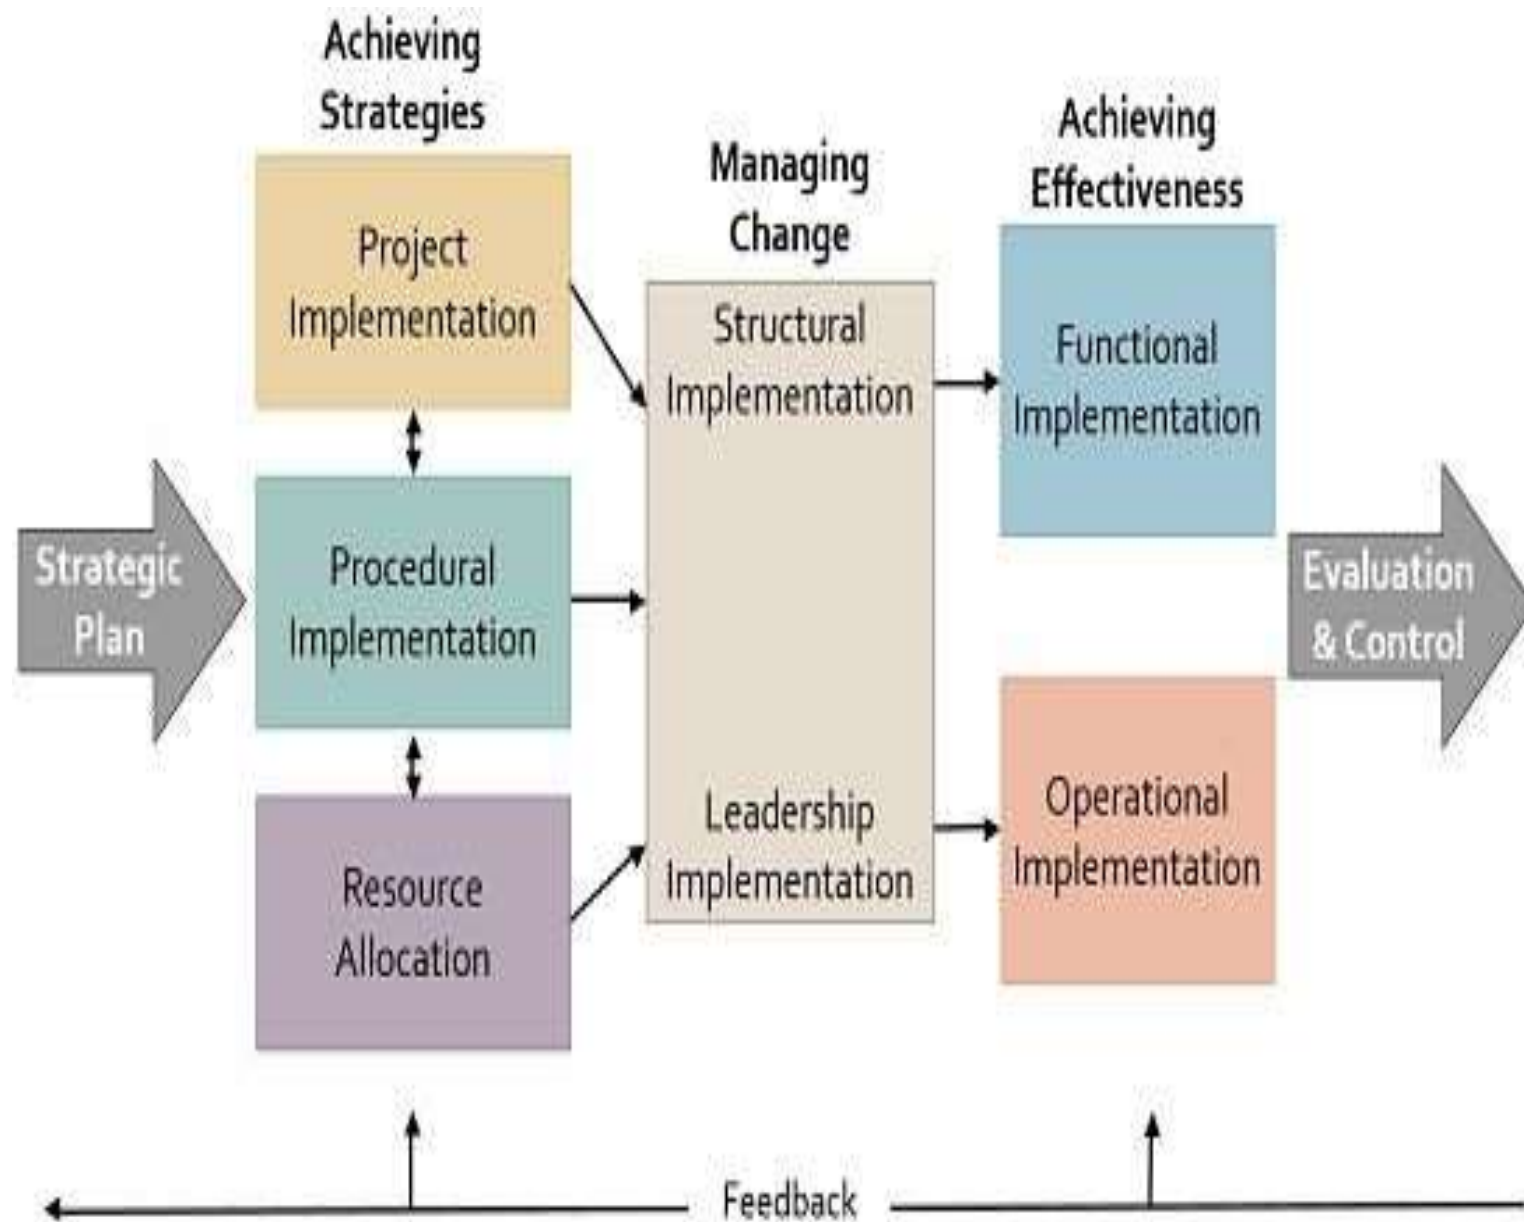 Achieving
Strategies
Managing
Change
Achieving
Effectiveness
Strategic
Plan
Project
Implementation
Procedural
Implementation
Resource
Allocation
Structural
Implementation
Leadership
Implementation
Functional
Implementation
Operational
Implementation
Evaluation
& Control
Feedback